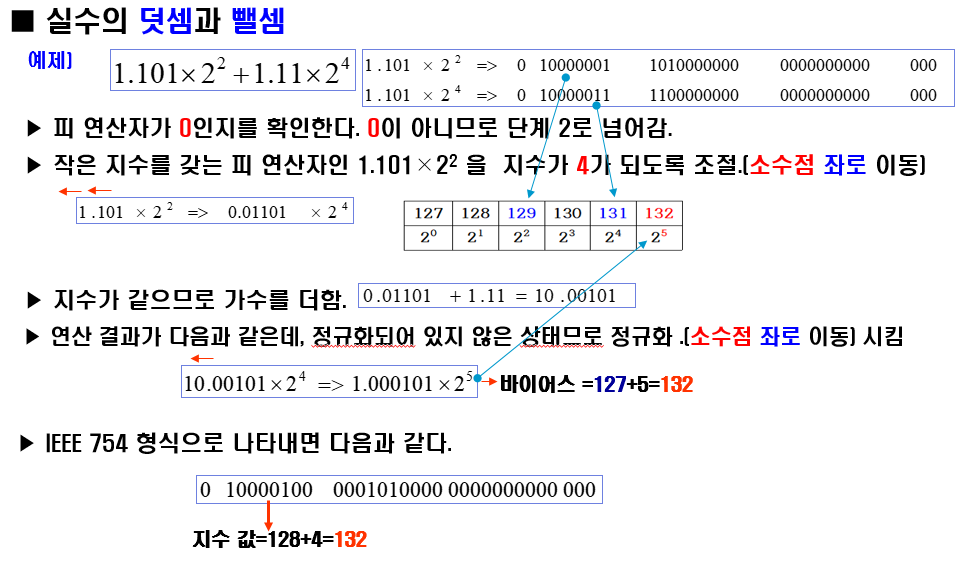 ■ 실수의 덧셈과 뺄셈
예제)
1.101×2² +1.11×2⁴
1.101 × 2² => 0 10000001 1010000000 0000000000 000
1.101 × 2⁴ => 0 10000011 1100000000 0000000000 000
▶ 피 연산자가 0인지를 확인한다. 0이 아니므로 단계 2로 넘어감.
▶ 작은 지수를 갖는 피 연산자인 1.101×2² 을 지수가 4가 되도록 조절.(소수점 좌로 이동)
1.101 × 2² => 0.01101 × 2⁴
127 128 129 130 131 132
2⁰ 2¹ 2² 2³ 2⁴ 2⁵
▶ 지수가 같으므로 가수를 더함.
0.01101 + 1.11 = 10 .00101
▶ 연산 결과가 다음과 같은데, 정규화되어 있지 않은 상태므로 정규화 .(소수점 좌로 이동) 시킴
10.00101×2⁴ => 1.000101×2⁵
바이어스 =127+5=132
▶ IEEE 754 형식으로 나타내면 다음과 같다.
0 10000100 0001010000 0000000000 000
지수 값=128+4=132